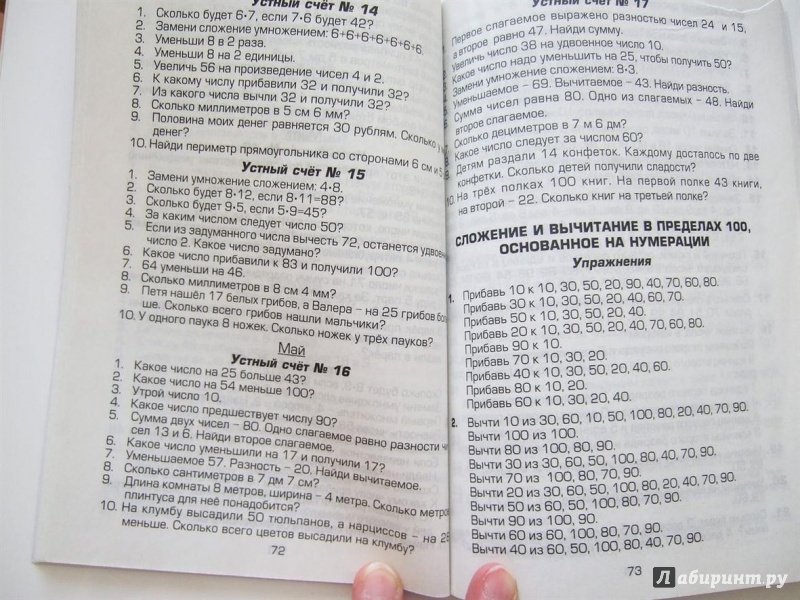 Устный счёт № 14
1. Сколько будет 6·7, если 7·6 будет 42?
2. Замени сложение умножением: 6+6+6+6+6+6+6.
3. Уменьши 8 в 2 раза.
4. Уменьши 8 на 2 единицы.
5. Увеличь 56 на произведение чисел 4 и 2.
6. К какому числу прибавили 32 и получили 32?
7. Из какого числа вычли 32 и получили 32?
8. Сколько миллиметров в 5 см 6 мм?
9. Половина моих денег равняется 30 рублям. Сколько у
денег?
10. Найди периметр прямоугольника со сторонами 6 см и 5
Устный счёт № 15
1. Замени умножение сложением: 4·8.
2. Сколько будет 8·12, если 8·11=88?
3. Сколько будет 9·5, если 5·9=45?
4. За каким числом следует число 50?
5. Если из задуманного числа вычесть 72, останется удвоен
число 2. Какое число задумано?
6. Какое число прибавили к 83 и получили 100?
7. 64 уменьши на 46.
8. Сколько миллиметров в 8 см 4 мм?
9. Петя нашёл 17 белых грибов, а Валера – на 25 грибов бол
ше. Сколько всего грибов нашли мальчики?
10. У одного паука 8 ножек. Сколько ножек у трёх пауков?
Май
Устный счёт № 16
1. Какое число на 25 больше 43?
2. Какое число на 54 меньше 100?
3. Утрой число 10.
4. Какое число предшествует числу 90?
5. Сумма двух чисел – 80. Одно слагаемое равно разности чи
сел 13 и 6. Найди второе слагаемое.
6. Какое число уменьшили на 17 и получили 17?
7. Уменьшаемое 57. Разность – 20. Найди вычитаемое.
8. Сколько сантиметров в 7 дм 7 см?
9. Длина комнаты 8 метров, ширина – 4 метра. Сколько метро
плинтуса для неё понадобится?
10. На клумбу высадили 50 тюльпанов, а нарциссов – на 28
меньше. Сколько всего цветов высадили на клумбу?
72
Устный счёт № 17
Первое слагаемое выражено разностью чисел 24 и 15,
а второе равно 47. Найди сумму.
Увеличь число 38 на удвоенное число 10.
Какое число надо уменьшить на 25, чтобы получить 50?
Замени умножение сложением: 8·3.
Уменьшаемое – 69. Вычитаемое – 43. Найди разность.
Сумма чисел равна 80. Одно из слагаемых – 48. Найди
второе слагаемое.
Сколько дециметров в 7 м 6 дм?
Какое число следует за числом 60?
Детям раздали 14 конфеток. Каждому досталось по две
конфетки. Сколько детей получили сладости?
На трёх полках 100 книг. На первой полке 43 книги,
на второй – 22. Сколько книг на третьей полке?
СЛОЖЕНИЕ И ВЫЧИТАНИЕ В ПРЕДЕЛАХ 100,
ОСНОВАННОЕ НА НУМЕРАЦИИ
Упражнения
1. Прибавь 10 к 10, 30, 50, 20, 90, 40, 70, 60, 80.
Прибавь 30 к 10, 30, 50, 20, 40, 60, 70.
Прибавь 50 к 10, 30, 50, 20, 40.
Прибавь 20 к 10, 30, 50, 20, 40, 70, 60, 80.
Прибавь 90 к 10.
Прибавь 70 к 10, 30, 20.
Прибавь 40 к 10, 30, 50, 20, 40, 60.
Прибавь 80 к 10, 20.
Прибавь 60 к 10, 30, 20, 40.
2. Вычти 10 из 30, 60, 10, 50, 100, 80, 20, 40, 70, 90.
Вычти 100 из 100.
Вычти 80 из 100, 80, 90.
Вычти 30 из 30, 60, 50, 100, 80, 40, 70, 90.
Вычти 70 из 100, 80, 70, 90.
Вычти 20 из 30, 60, 50, 100, 80, 20, 40, 70, 90.
Вычти 50 из 60, 50, 100, 80, 70, 90.
Вычти 90 из 100, 90.
Вычти 60 из 60, 100, 80, 70, 90.
Вычти 40 из 60, 50, 100, 80, 40, 70, 90.
73
Лабиринт.ру